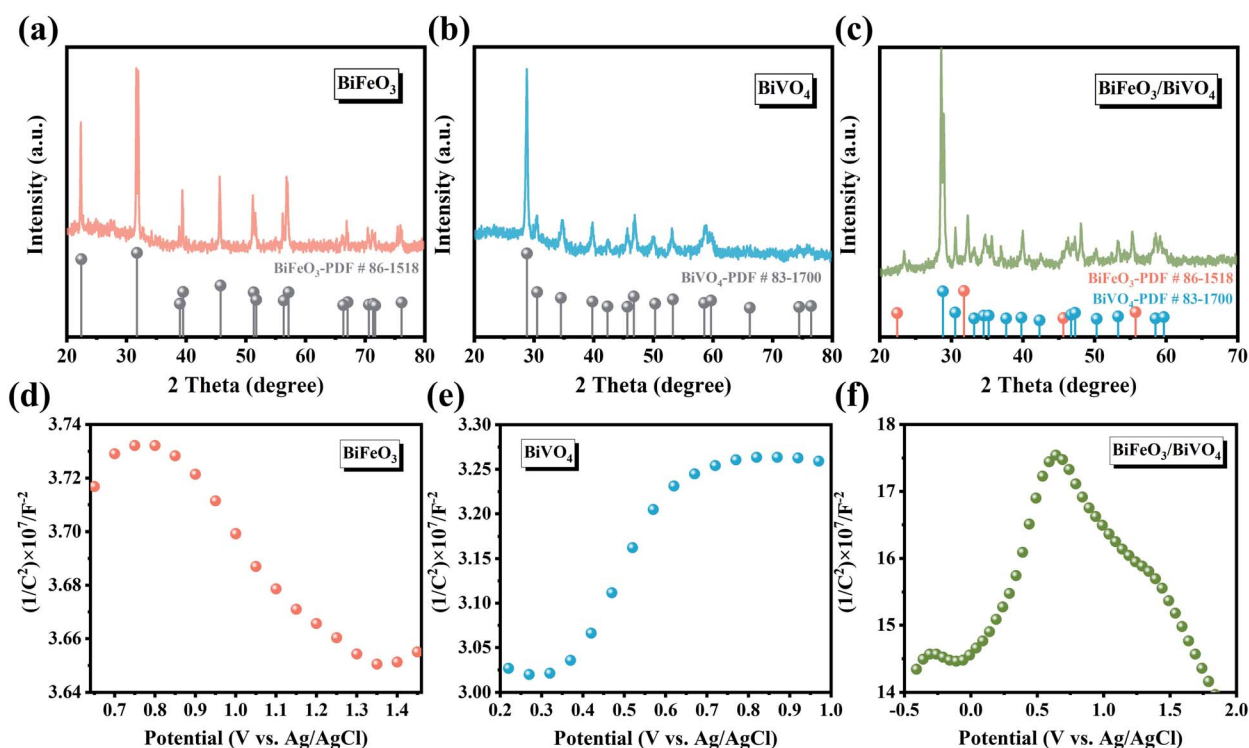 (a)
BiFeO₃
Intensity (a.u.)
BiFeO₃-PDF # 86-1518
20 30 40 50 60 70 80
2 Theta (degree)
(b)
BiVO₄
Intensity (a.u.)
BiVO₄-PDF # 83-1700
20 30 40 50 60 70 80
2 Theta (degree)
(c)
BiFeO₃/BiVO₄
Intensity (a.u.)
BiFeO₃-PDF # 86-1518
BiVO₄-PDF # 83-1700
20 30 40 50 60 70
2 Theta (degree)
(d)
BiFeO₃
(1/C²)×10⁷/F⁻²
3.74
3.72
3.70
3.68
3.66
3.64
0.7 0.8 0.9 1.0 1.1 1.2 1.3 1.4
Potential (V vs. Ag/AgCl)
(e)
BiVO₄
(1/C²)×10⁷/F⁻²
3.30
3.25
3.20
3.15
3.10
3.05
3.00
0.2 0.3 0.4 0.5 0.6 0.7 0.8 0.9 1.0
Potential (V vs. Ag/AgCl)
(f)
BiFeO₃/BiVO₄
(1/C²)×10⁷/F⁻²
18
17
16
15
14
-0.5 0.0 0.5 1.0 1.5 2.0
Potential (V vs. Ag/AgCl)